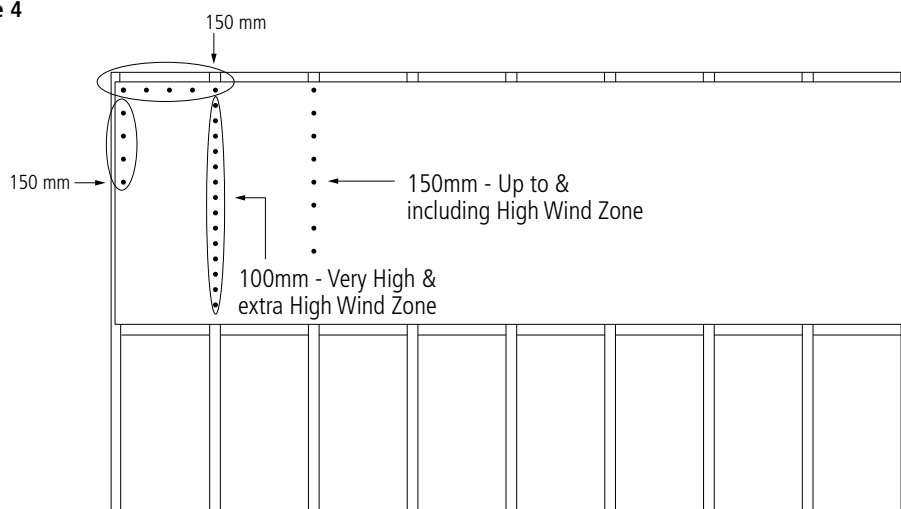 4
150 mm
150 mm
150mm - Up to &
including High Wind Zone
100mm - Very High &
extra High Wind Zone